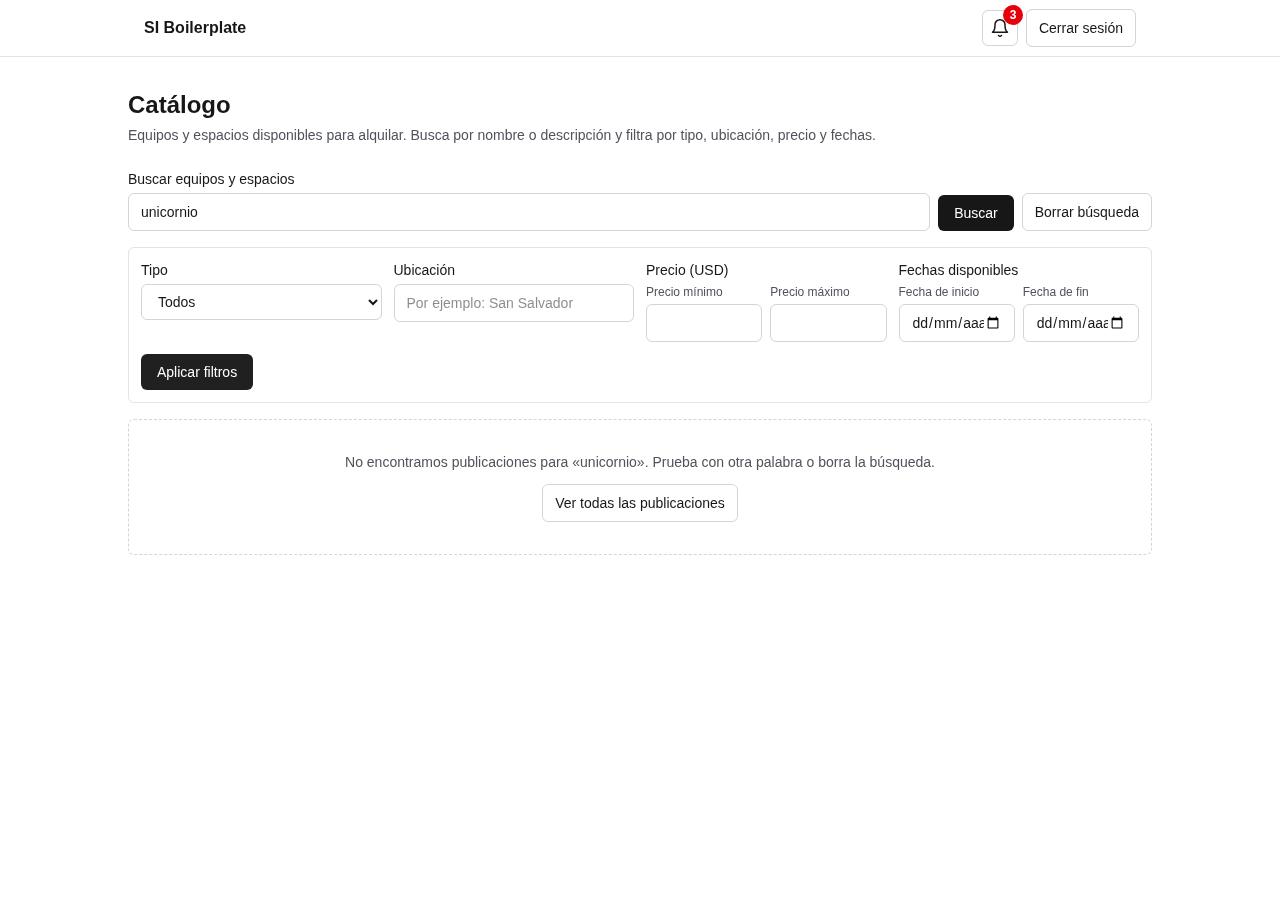 SI Boilerplate
3
Cerrar sesión
Catálogo
Equipos y espacios disponibles para alquilar. Busca por nombre o descripción y filtra por tipo, ubicación, precio y fechas.
Buscar equipos y espacios
unicornio
Buscar
Borrar búsqueda
Tipo
Ubicación
Precio (USD)
Fechas disponibles
Precio mínimo
Precio máximo
Fecha de inicio
Fecha de fin
Todos
Por ejemplo: San Salvador
dd/mm/aaa
dd/mm/aaa
Aplicar filtros
No encontramos publicaciones para «unicornio». Prueba con otra palabra o borra la búsqueda.
Ver todas las publicaciones